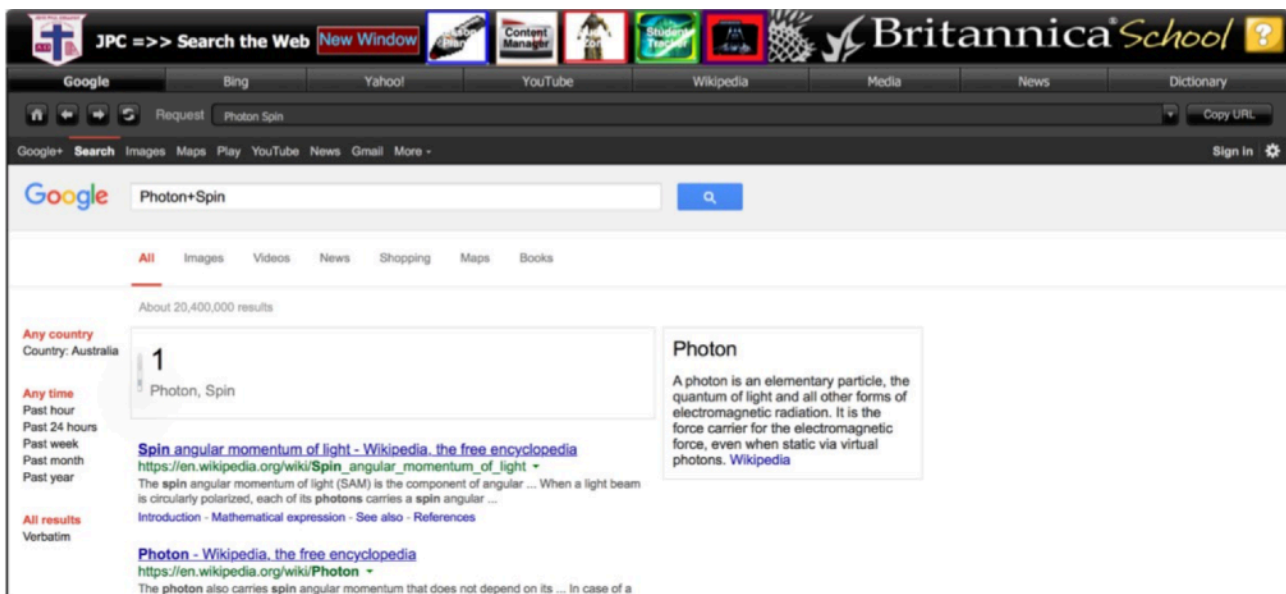 JPC =>> Search the Web New Window Content Manager Student Tracker Britannica® School ?
Google Bing Yahoo! YouTube Wikipedia Media News Dictionary
Request Photon Spin Copy URL
Google+ Search Images Maps Play YouTube News Gmail More Sign in
Google Photon+Spin
All Images Videos News Shopping Maps Books
About 20,400,000 results
Any country
Country: Australia
Any time
Past hour
Past 24 hours
Past week
Past month
Past year
All results
Verbatim
1
Photon, Spin
Spin angular momentum of light - Wikipedia, the free encyclopedia
https://en.wikipedia.org/wiki/Spin_angular_momentum_of_light
The spin angular momentum of light (SAM) is the component of angular ... When a light beam
is circularly polarized, each of its photons carries a spin angular ...
Introduction - Mathematical expression - See also - References
Photon - Wikipedia, the free encyclopedia
https://en.wikipedia.org/wiki/Photon
The photon also carries spin angular momentum that does not depend on its ... In case of a
Photon
A photon is an elementary particle, the
quantum of light and all other forms of
electromagnetic radiation. It is the
force carrier for the electromagnetic
force, even when static via virtual
photons. Wikipedia